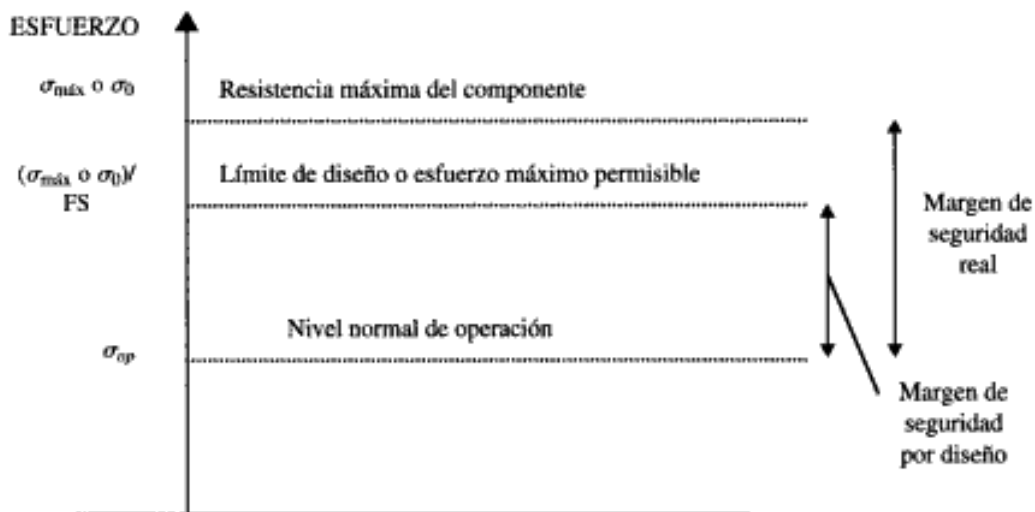 ESFUERZO
σmáx o σ0
Resistencia máxima del componente
(σmáx o σ0)/
FS
Límite de diseño o esfuerzo máximo permisible
Margen de
seguridad
real
Nivel normal de operación
σop
Margen de
seguridad
por diseño